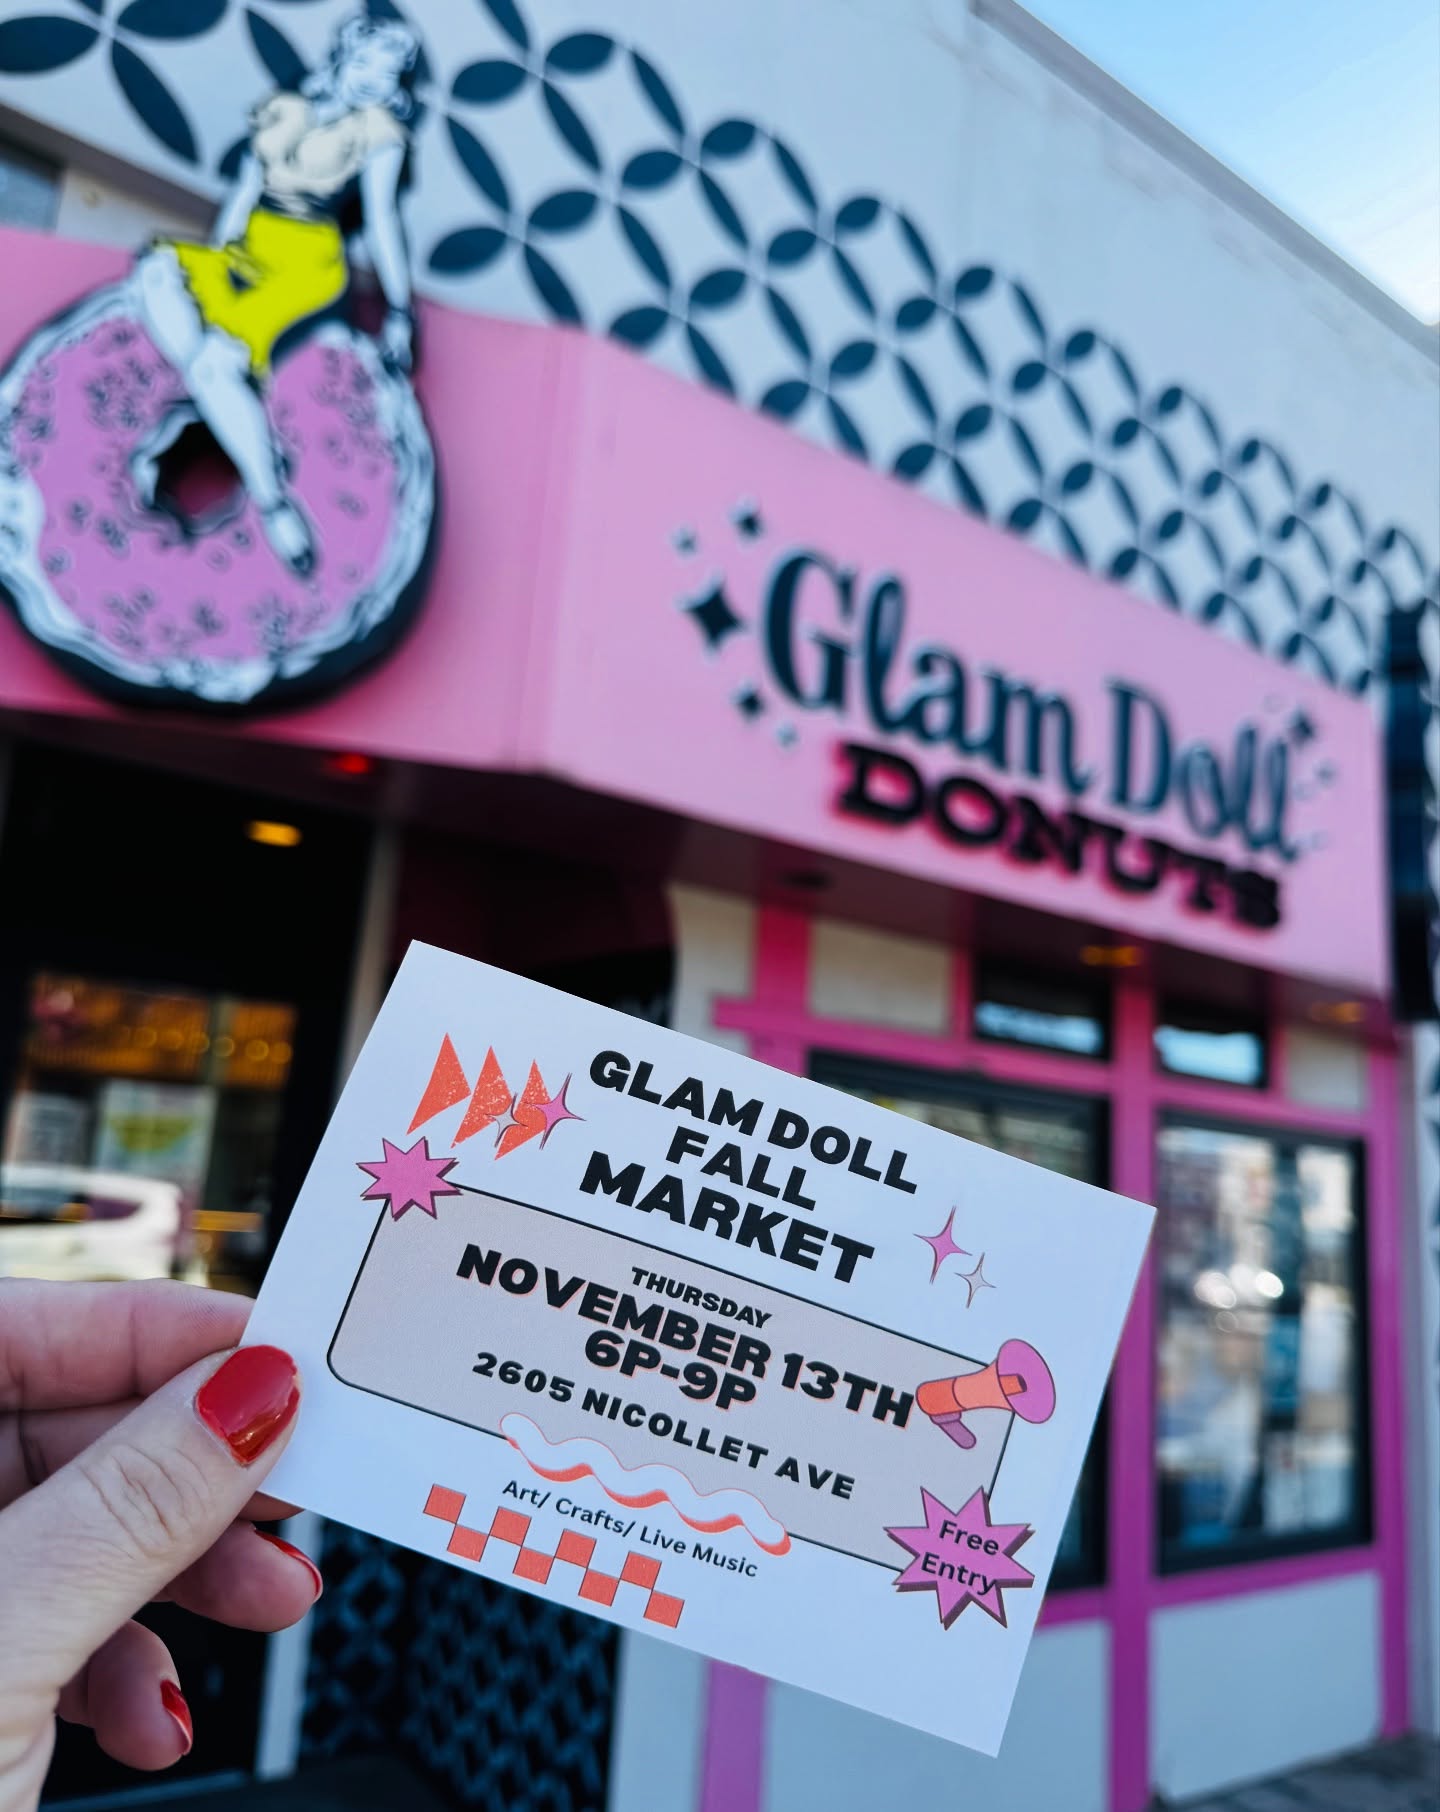 Glam Doll
DONUTS
GLAM DOLL
FALL
MARKET
THURSDAY
NOVEMBER 13TH
6P-9P
2605 NICOLLET AVE
Art/ Crafts/ Live Music
Free
Entry